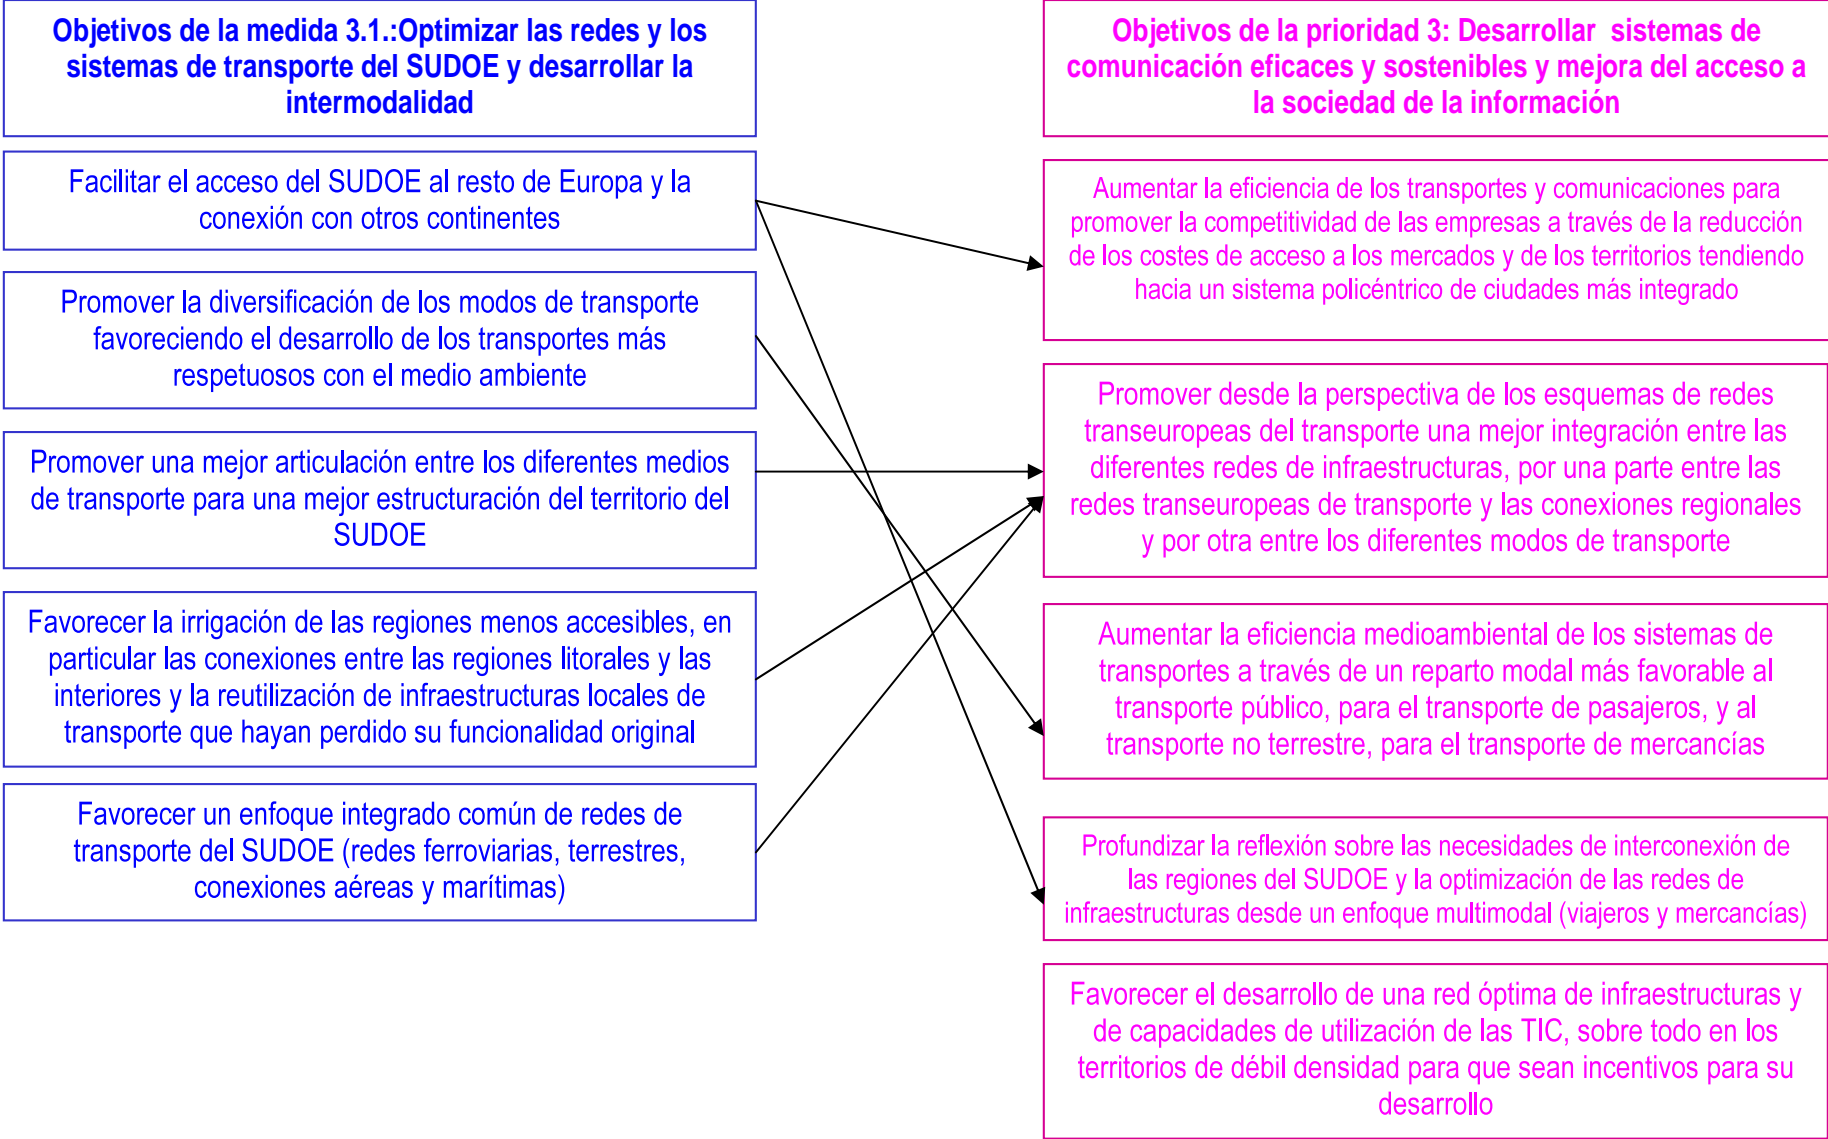 Objetivos de la medida 3.1.:Optimizar las redes y los
sistemas de transporte del SUDOE y desarrollar la
intermodalidad
Facilitar el acceso del SUDOE al resto de Europa y la
conexión con otros continentes
Promover la diversificación de los modos de transporte
favoreciendo el desarrollo de los transportes más
respetuosos con el medio ambiente
Promover una mejor articulación entre los diferentes medios
de transporte para una mejor estructuración del territorio del
SUDOE
Favorecer la irrigación de las regiones menos accesibles, en
particular las conexiones entre las regiones litorales y las
interiores y la reutilización de infraestructuras locales de
transporte que hayan perdido su funcionalidad original
Favorecer un enfoque integrado común de redes de
transporte del SUDOE (redes ferroviarias, terrestres,
conexiones aéreas y marítimas)
Objetivos de la prioridad 3: Desarrollar sistemas de
comunicación eficaces y sostenibles y mejora del acceso a
la sociedad de la información
Aumentar la eficiencia de los transportes y comunicaciones para
promover la competitividad de las empresas a través de la reducción
de los costes de acceso a los mercados y de los territorios tendiendo
hacia un sistema policéntrico de ciudades más integrado
Promover desde la perspectiva de los esquemas de redes
transeuropeas del transporte una mejor integración entre las
diferentes redes de infraestructuras, por una parte entre las
redes transeuropeas de transporte y las conexiones regionales
y por otra entre los diferentes modos de transporte
Aumentar la eficiencia medioambiental de los sistemas de
transportes a través de un reparto modal más favorable al
transporte público, para el transporte de pasajeros, y al
transporte no terrestre, para el transporte de mercancías
Profundizar la reflexión sobre las necesidades de interconexión de
las regiones del SUDOE y la optimización de las redes de
infraestructuras desde un enfoque multimodal (viajeros y mercancías)
Favorecer el desarrollo de una red óptima de infraestructuras y
de capacidades de utilización de las TIC, sobre todo en los
territorios de débil densidad para que sean incentivos para su
desarrollo